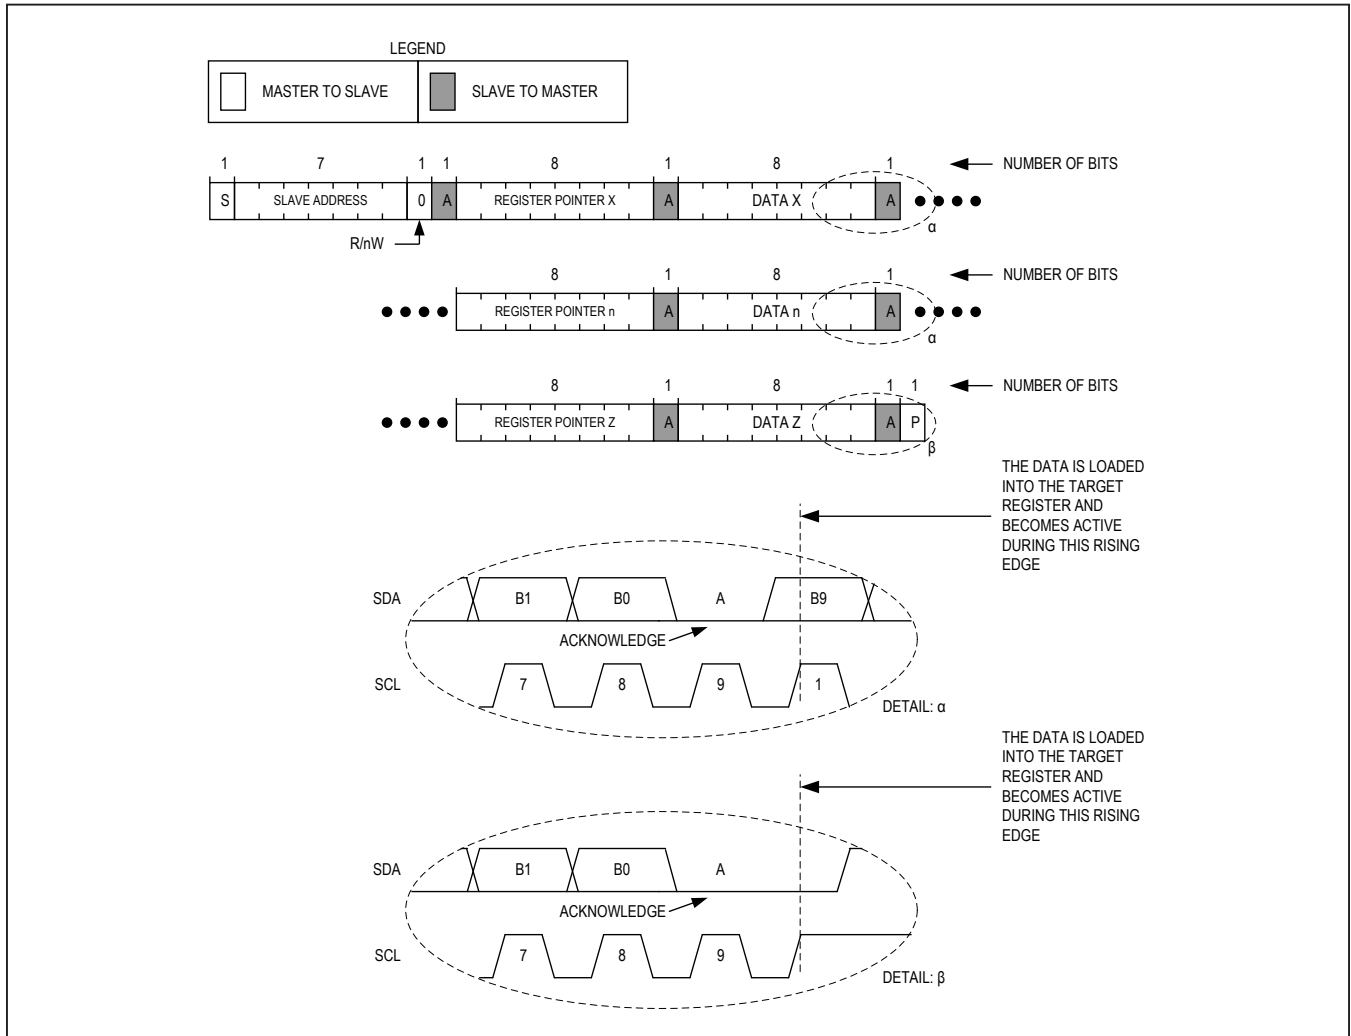 LEGEND
MASTER TO SLAVE SLAVE TO MASTER
1 7 1 1 8 1 8 1 NUMBER OF BITS
S SLAVE ADDRESS 0 A REGISTER POINTER X A DATA X A
α
R/nW
8 1 8 1 NUMBER OF BITS
REGISTER POINTER n A DATA n A
α
8 1 8 1 1 NUMBER OF BITS
REGISTER POINTER Z A DATA Z A P
β
THE DATA IS LOADED
INTO THE TARGET
REGISTER AND
BECOMES ACTIVE
DURING THIS RISING
EDGE
SDA B1 B0 A B9
ACKNOWLEDGE
SCL 7 8 9 1
DETAIL: α
THE DATA IS LOADED
INTO THE TARGET
REGISTER AND
BECOMES ACTIVE
DURING THIS RISING
EDGE
SDA B1 B0 A
ACKNOWLEDGE
SCL 7 8 9
DETAIL: β